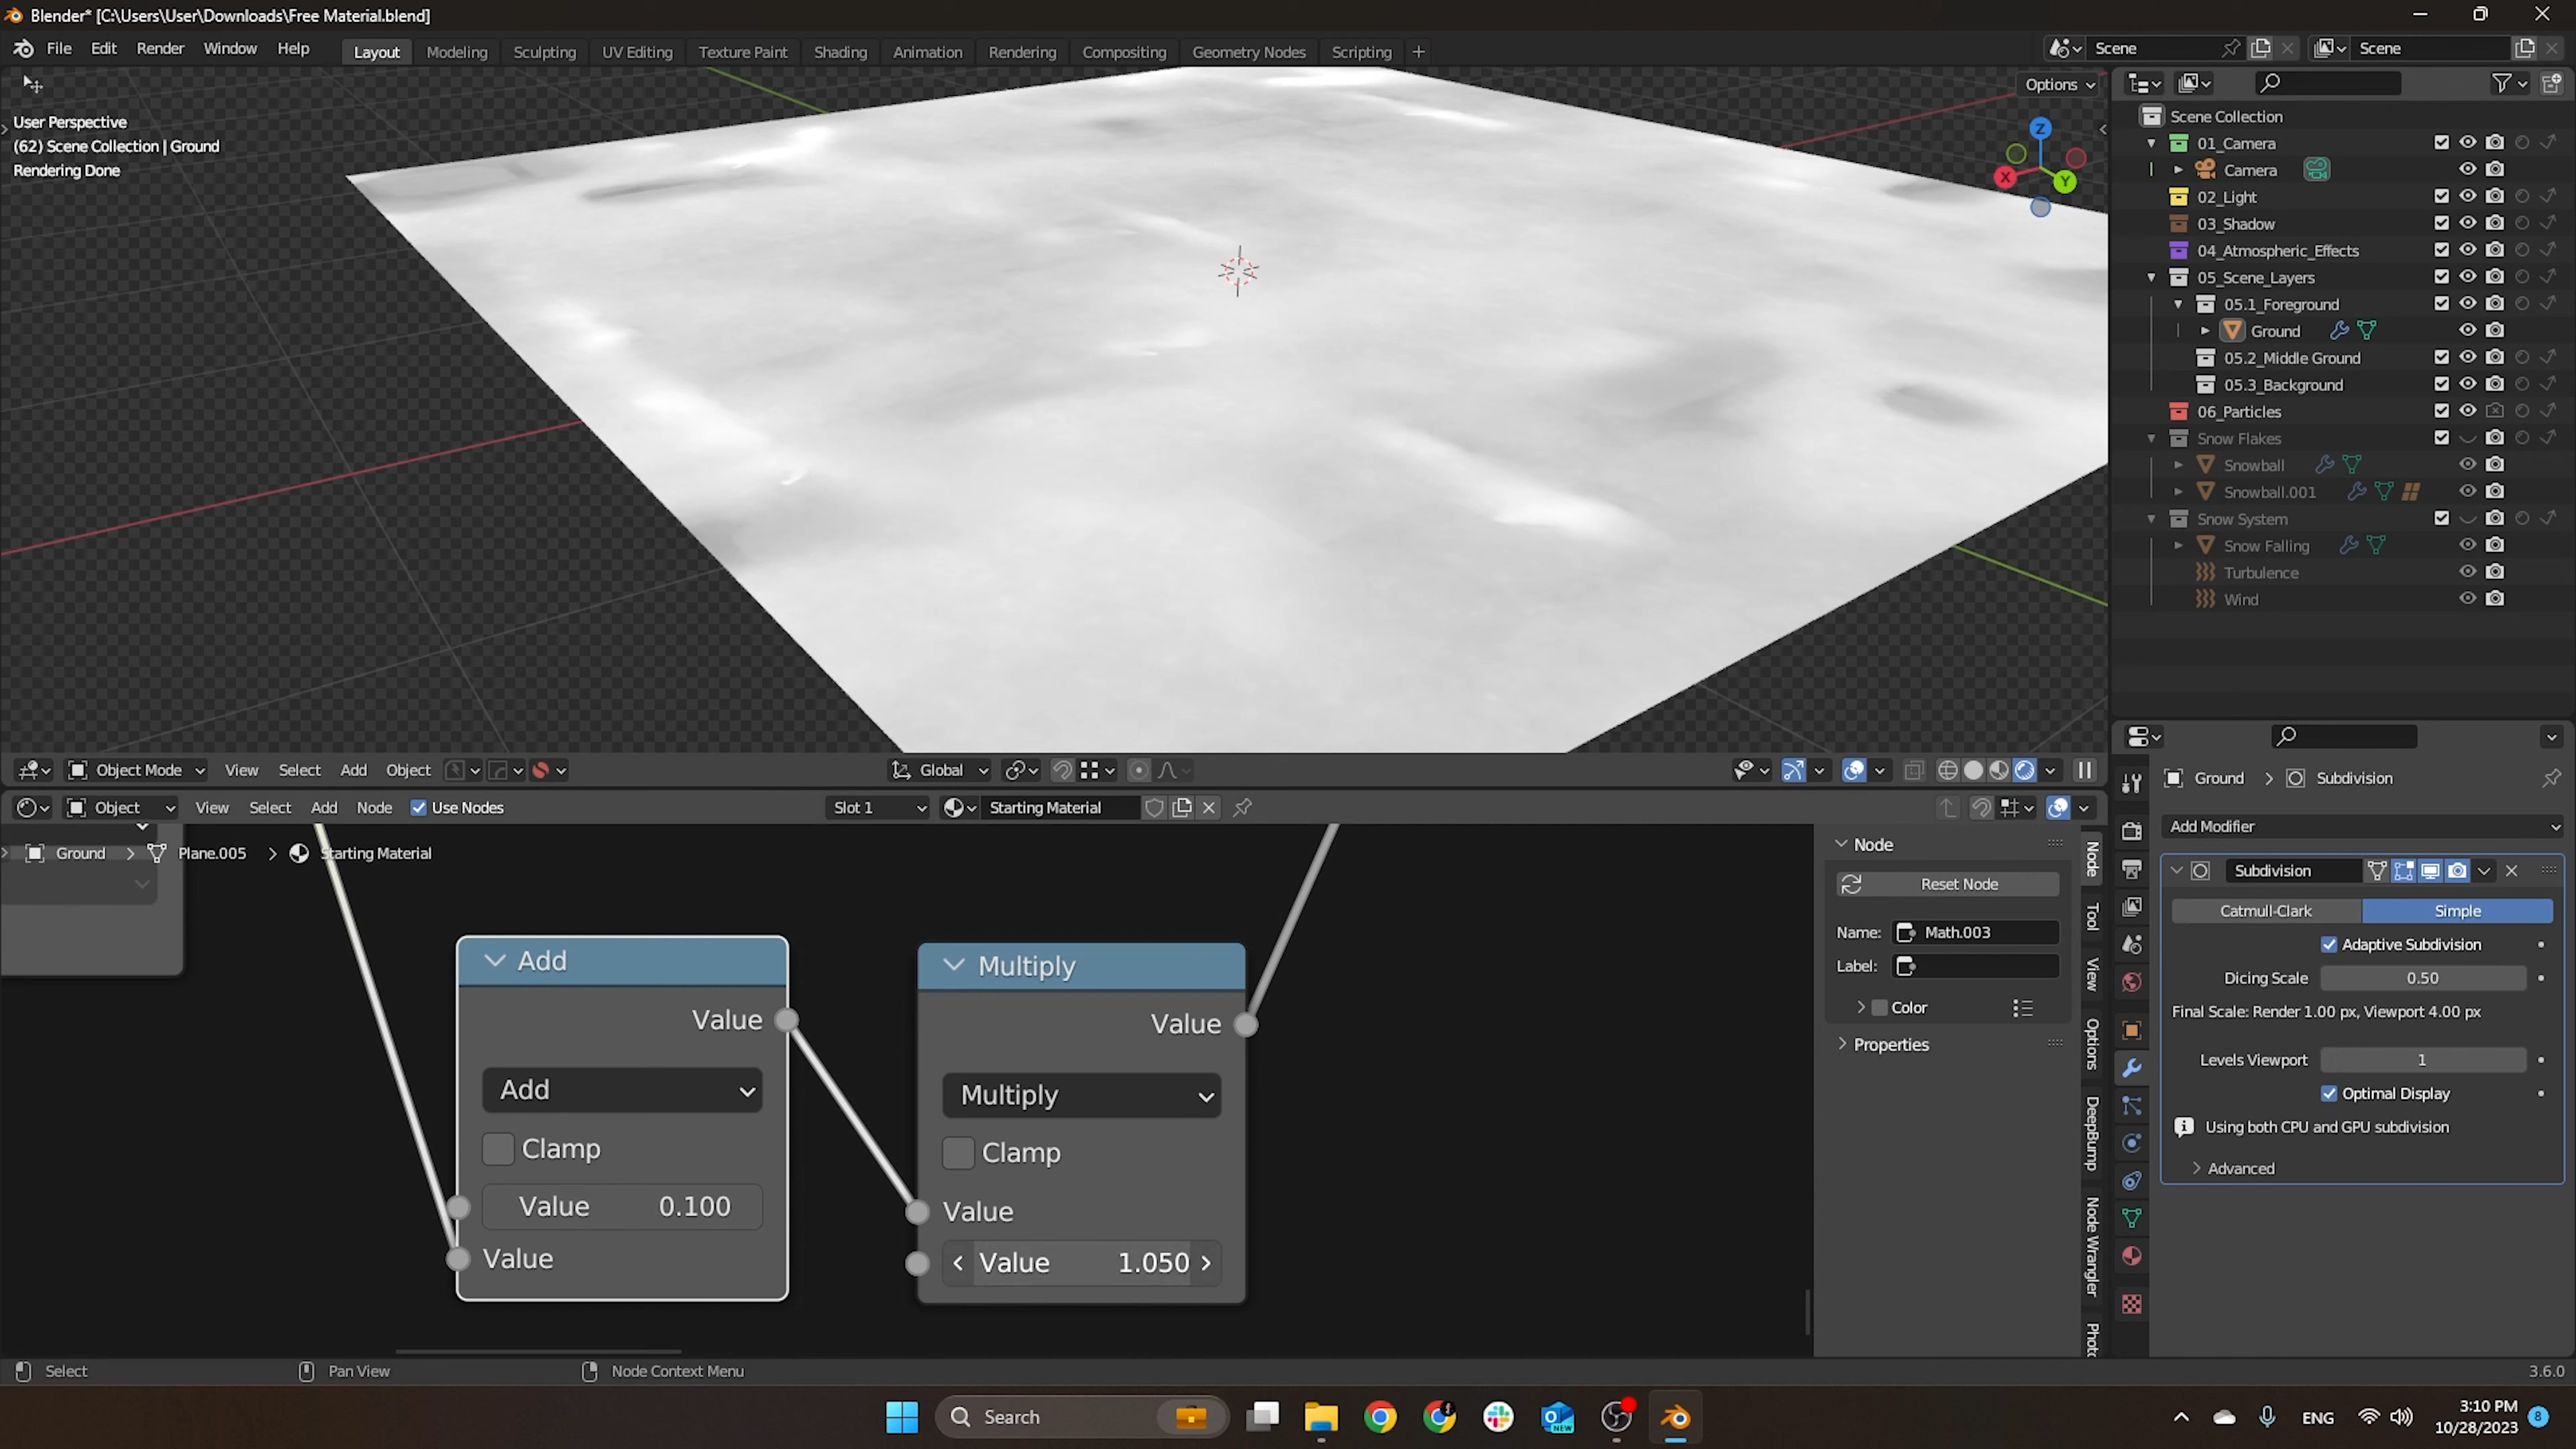 Blender* [C:\Users\User\Downloads\Free Material.blend]
File Edit Render Window Help Layout Modeling Sculpting UV Editing Texture Paint Shading Animation Rendering Compositing Geometry Nodes Scripting + Scene Scene
Options
User Perspective
(62) Scene Collection | Ground
Rendering Done
Z
X
Y
Scene Collection
01_Camera
Camera
02_Light
03_Shadow
04_Atmospheric_Effects
05_Scene_Layers
05.1_Foreground
Ground
05.2_Middle Ground
05.3_Background
06_Particles
Snow Flakes
Snowball
Snowball.001
Snow System
Snow Falling
Turbulence
Wind
Object Mode View Select Add Object Global
Object View Select Add Node Use Nodes Slot 1 Starting Material
Ground > Plane.005 > Starting Material
Add
Value
Add
Clamp
Value 0.100
Value
Multiply
Value
Multiply
Clamp
Value
Value 1.050
Node
Reset Node
Name: Math.003
Label:
Color
Properties
Node
Tool
View
Options
DeepBump
Node Wrangler
Ground > Subdivision
Add Modifier
Subdivision
Catmull-Clark Simple
Adaptive Subdivision
Dicing Scale 0.50
Final Scale: Render 1.00 px, Viewport 4.00 px
Levels Viewport 1
Optimal Display
Using both CPU and GPU subdivision
Advanced
Select Pan View Node Context Menu 3.6.0
Search
NEW
ENG
3:10 PM
10/28/2023
8